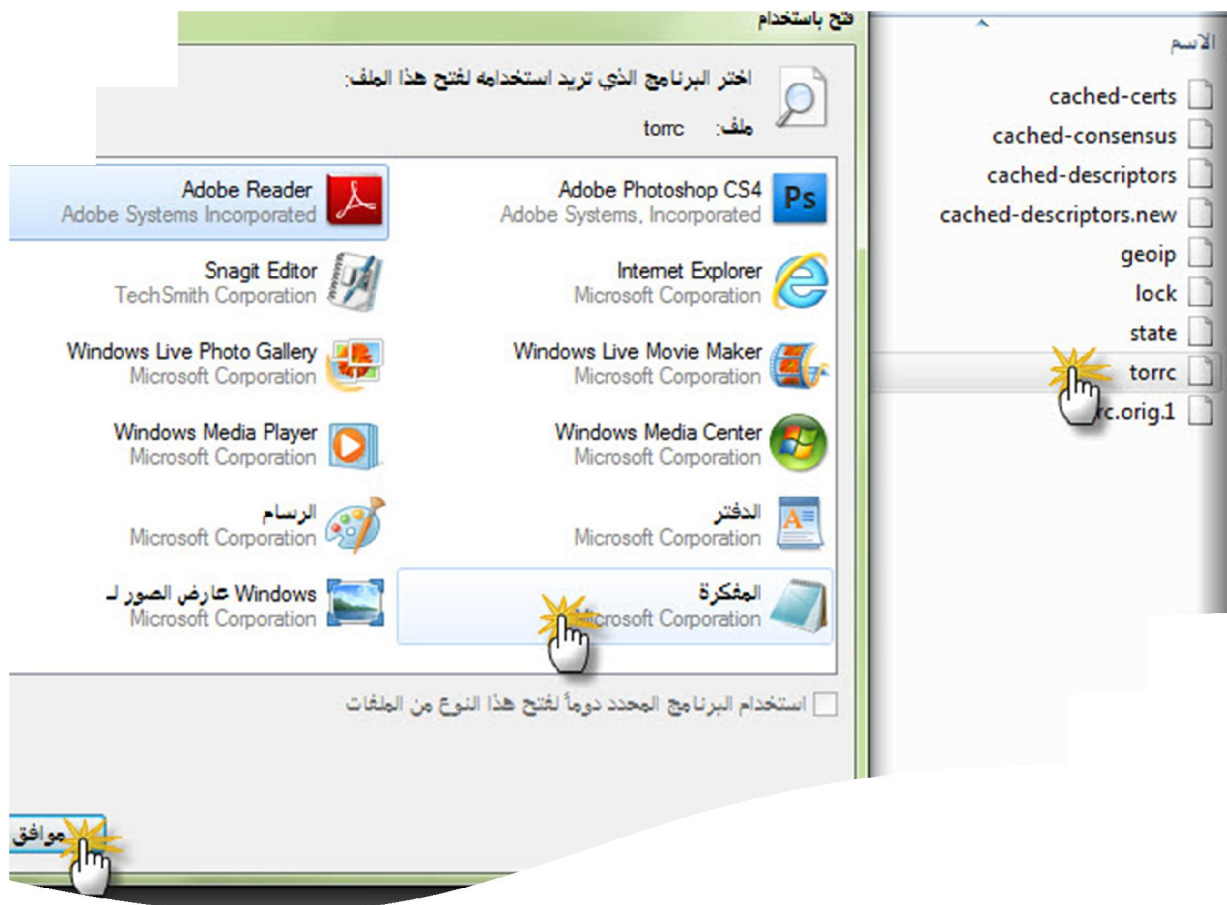 فتح باستخدام
اختر البرنامج الذي تريد استخدامه لفتح هذا الملف:
ملف: torrc
Adobe Photoshop CS4
Adobe Systems, Incorporated
Adobe Reader
Adobe Systems Incorporated
Internet Explorer
Microsoft Corporation
Snagit Editor
TechSmith Corporation
Windows Live Movie Maker
Microsoft Corporation
Windows Live Photo Gallery
Microsoft Corporation
Windows Media Center
Microsoft Corporation
Windows Media Player
Microsoft Corporation
الدفتر
Microsoft Corporation
الرسام
Microsoft Corporation
المفكرة
Microsoft Corporation
عارض الصور لـ Windows
Microsoft Corporation
استخدام البرنامج المحدد دوماً لفتح هذا النوع من الملفات
موافق
الاسم
cached-certs
cached-consensus
cached-descriptors
cached-descriptors.new
geoip
lock
state
torrc
rc.orig.1
Ps